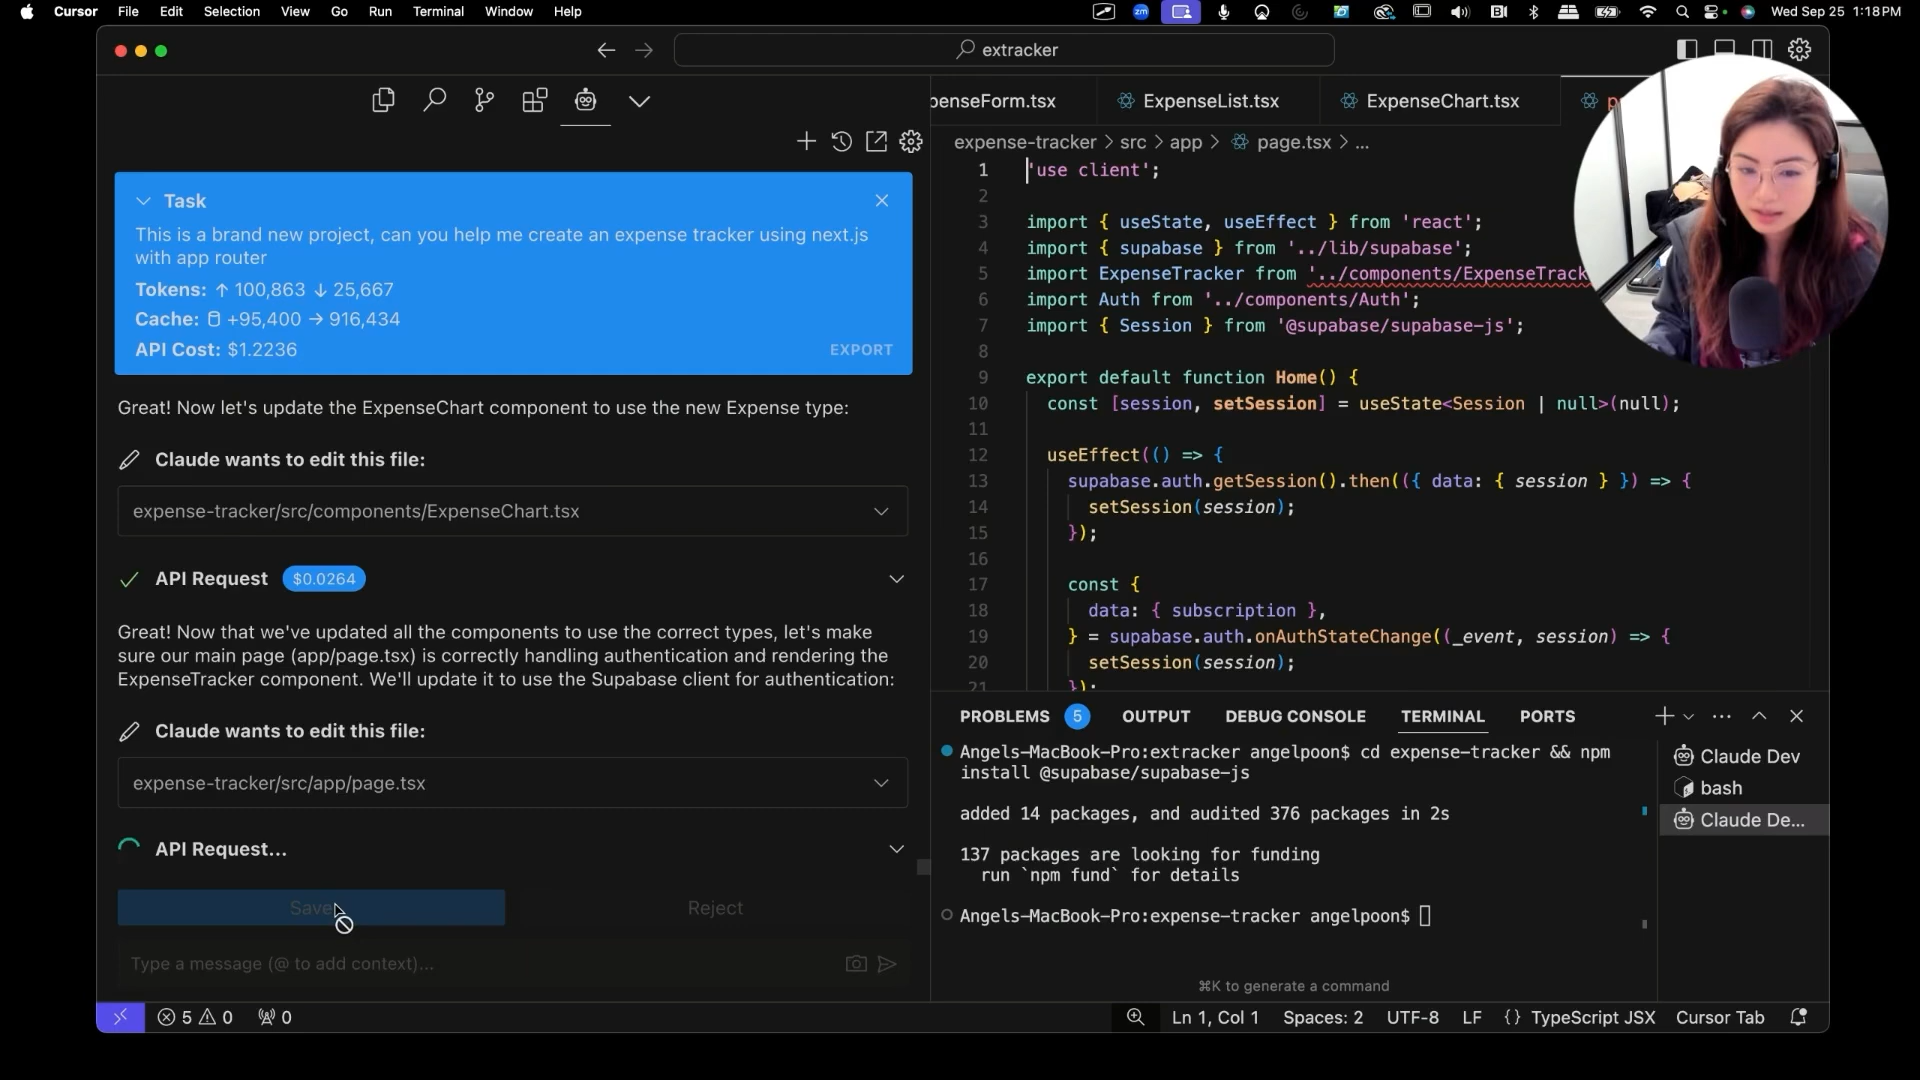 Cursor File Edit Selection View Go Run Terminal Window Help
zm
Wed Sep 25 1:18 PM
extracker
Task
This is a brand new project, can you help me create an expense tracker using next.js
with app router
Tokens: ↑ 100,863 ↓ 25,667
Cache: +95,400 → 916,434
API Cost: $1.2236
EXPORT
Great! Now let's update the ExpenseChart component to use the new Expense type:
Claude wants to edit this file:
expense-tracker/src/components/ExpenseChart.tsx
API Request $0.0264
Great! Now that we've updated all the components to use the correct types, let's make
sure our main page (app/page.tsx) is correctly handling authentication and rendering the
ExpenseTracker component. We'll update it to use the Supabase client for authentication:
Claude wants to edit this file:
expense-tracker/src/app/page.tsx
API Request...
Save Reject
Type a message (@ to add context)...
penseForm.tsx ExpenseList.tsx ExpenseChart.tsx
expense-tracker > src > app > page.tsx > ...
1 'use client';
2
3 import { useState, useEffect } from 'react';
4 import { supabase } from '../lib/supabase';
5 import ExpenseTracker from '../components/ExpenseTrack
6 import Auth from '../components/Auth';
7 import { Session } from '@supabase/supabase-js';
8
9 export default function Home() {
10 const [session, setSession] = useState<Session | null>(null);
11
12 useEffect(() => {
13 supabase.auth.getSession().then(({ data: { session } }) => {
14 setSession(session);
15 });
16
17 const {
18 data: { subscription },
19 } = supabase.auth.onAuthStateChange((_event, session) => {
20 setSession(session);
21 });
PROBLEMS 5 OUTPUT DEBUG CONSOLE TERMINAL PORTS
Angels-MacBook-Pro:extracker angelpoon$ cd expense-tracker && npm
install @supabase/supabase-js
added 14 packages, and audited 376 packages in 2s
137 packages are looking for funding
run `npm fund` for details
Angels-MacBook-Pro:expense-tracker angelpoon$
Claude Dev
bash
Claude De...
⌘K to generate a command
5 0 0
Ln 1, Col 1 Spaces: 2 UTF-8 LF {} TypeScript JSX Cursor Tab